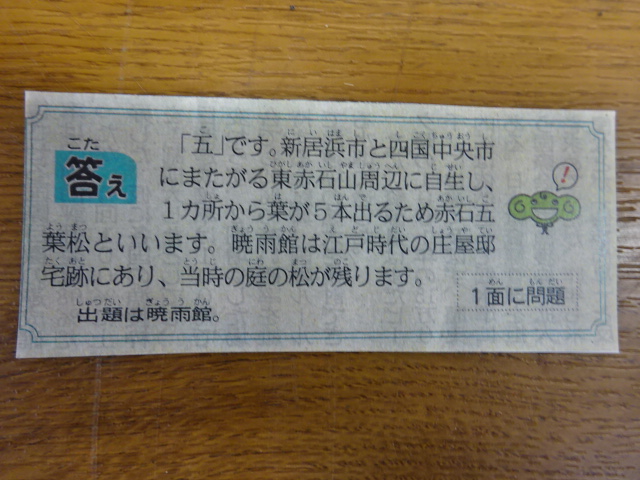 答え
「五」です。新居浜市と四国中央市
にまたがる東赤石山周辺に自生し、
１カ所から葉が５本出るため赤石五
葉松といいます。暁雨館は江戸時代の庄屋邸
宅跡にあり、当時の庭の松が残ります。
出題は暁雨館。
１面に問題
！